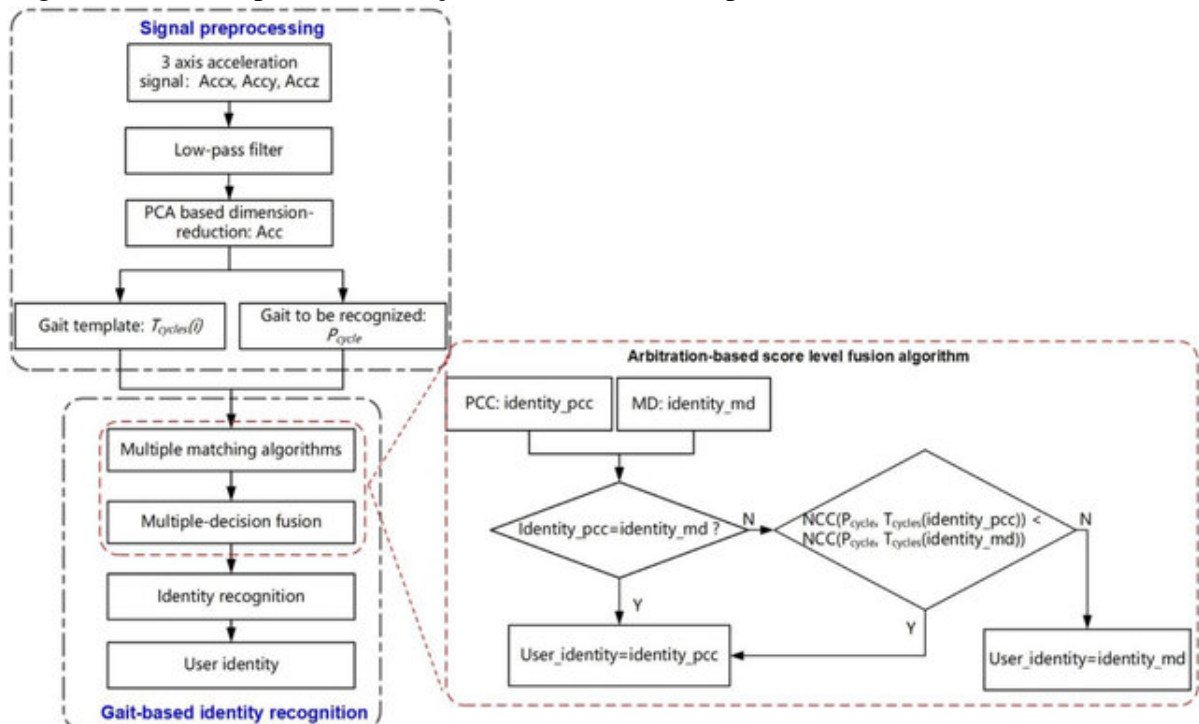 Signal preprocessing
3 axis acceleration
signal: Accx, Accy, Accz
Low-pass filter
PCA based dimension-
reduction: Acc
Gait template: Tcycles(i)
Gait to be recognized:
Pcycle
Multiple matching algorithms
Multiple-decision fusion
Identity recognition
User identity
Gait-based identity recognition
Arbitration-based score level fusion algorithm
PCC: identity_pcc
MD: identity_md
Identity_pcc=identity_md ?
N
NCC(Pcycle, Tcycles(identity_pcc)) <
NCC(Pcycle, Tcycles(identity_md))
N
Y
Y
User_identity=identity_pcc
User_identity=identity_md